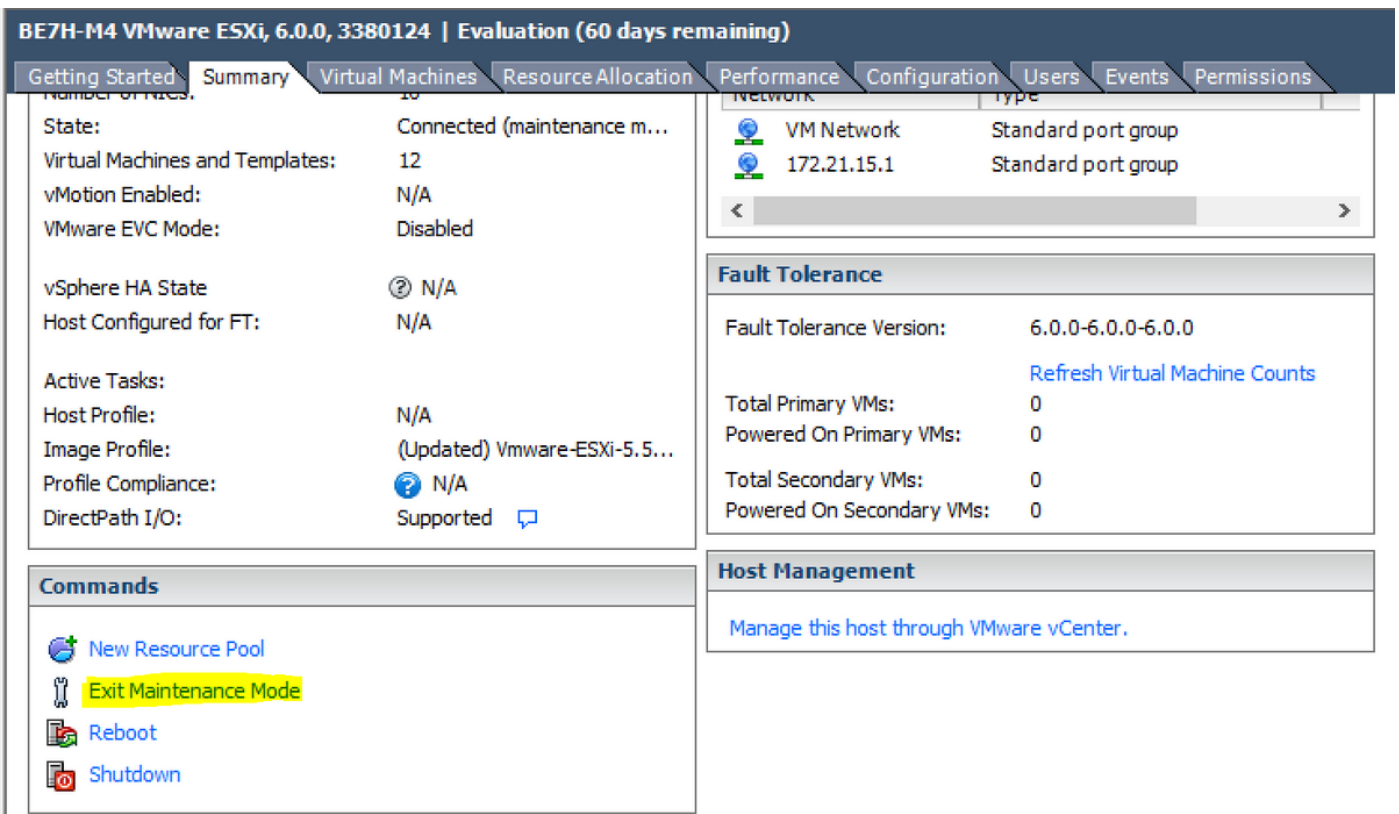 BE7H-M4 VMware ESXi, 6.0.0, 3380124 | Evaluation (60 days remaining)
Getting Started Summary Virtual Machines Resource Allocation Performance Configuration Users Events Permissions
Number of NICs: 10
State: Connected (maintenance m...
Virtual Machines and Templates: 12
vMotion Enabled: N/A
VMware EVC Mode: Disabled
vSphere HA State N/A
Host Configured for FT: N/A
Active Tasks:
Host Profile: N/A
Image Profile: (Updated) Vmware-ESXi-5.5...
Profile Compliance: N/A
DirectPath I/O: Supported
Commands
New Resource Pool
Exit Maintenance Mode
Reboot
Shutdown
Network Type
VM Network Standard port group
172.21.15.1 Standard port group
Fault Tolerance
Fault Tolerance Version: 6.0.0-6.0.0-6.0.0
Refresh Virtual Machine Counts
Total Primary VMs: 0
Powered On Primary VMs: 0
Total Secondary VMs: 0
Powered On Secondary VMs: 0
Host Management
Manage this host through VMware vCenter.